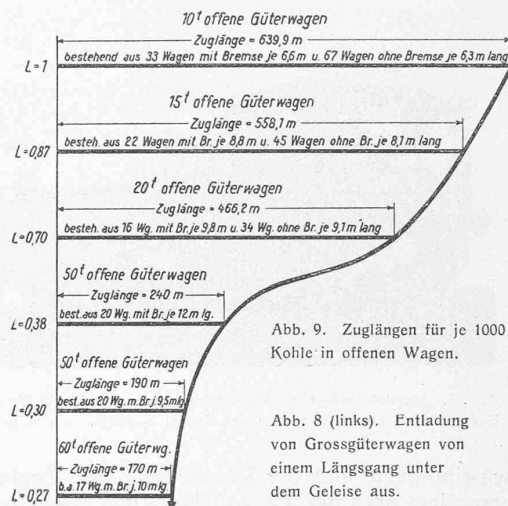 10t offene Güterwagen
Zuglänge = 639,9 m
L=1
bestehend aus 33 Wagen mit Bremse je 6,6 m u. 67 Wagen ohne Bremse je 6,3 m lang
15t offene Güterwagen
Zuglänge = 558,1 m
L=0,87
besteh. aus 22 Wagen mit Br. je 8,8 m u. 45 Wagen ohne Br. je 8,1 m lang
20t offene Güterwagen
Zuglänge = 466,2 m
L=0,70
besteh. aus 16 Wg. mit Br. je 9,8 m u. 34 Wg. ohne Br. je 9,1 m lang
50t offene Güterwagen
Zuglänge = 240 m
L=0,38
best. aus 20 Wg. mit Br. je 12 m lg.
50t offene Güterwagen
Zuglänge = 190 m
L=0,30
best. aus 20 Wg. m. Br. j. 9,5 m lg
60t offene Güterwg.
Zuglänge = 170 m
L=0,27
b. a. 17 Wg. m. Br. j. 10 m lg.
Abb. 9. Zuglängen für je 1000
Kohle in offenen Wagen.
Abb. 8 (links). Entladung
von Grossgüterwagen von
einem Längsgang unter
dem Geleise aus.